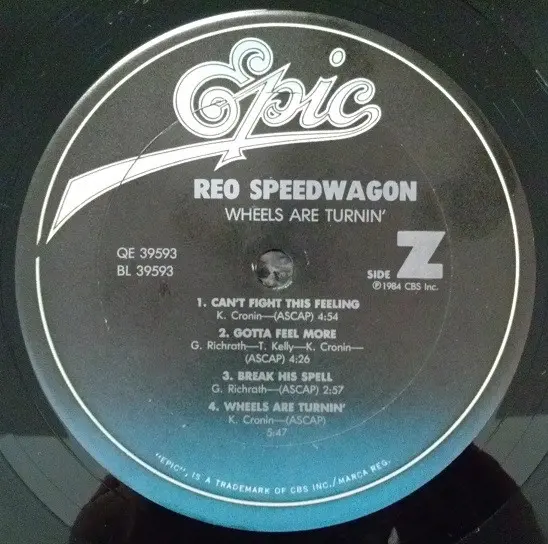 Epic
REO SPEEDWAGON
WHEELS ARE TURNIN'
QE 39593
BL 39593
SIDE Z
℗1984 CBS Inc.
1. CAN'T FIGHT THIS FEELING
K. Cronin—(ASCAP) 4:54
2. GOTTA FEEL MORE
G. Richrath—T. Kelly—K. Cronin—
(ASCAP) 4:26
3. BREAK HIS SPELL
G. Richrath—(ASCAP) 2:57
4. WHEELS ARE TURNIN'
K. Cronin—(ASCAP)
5:47
"EPIC", IS A TRADEMARK OF CBS INC./MARCA REG.